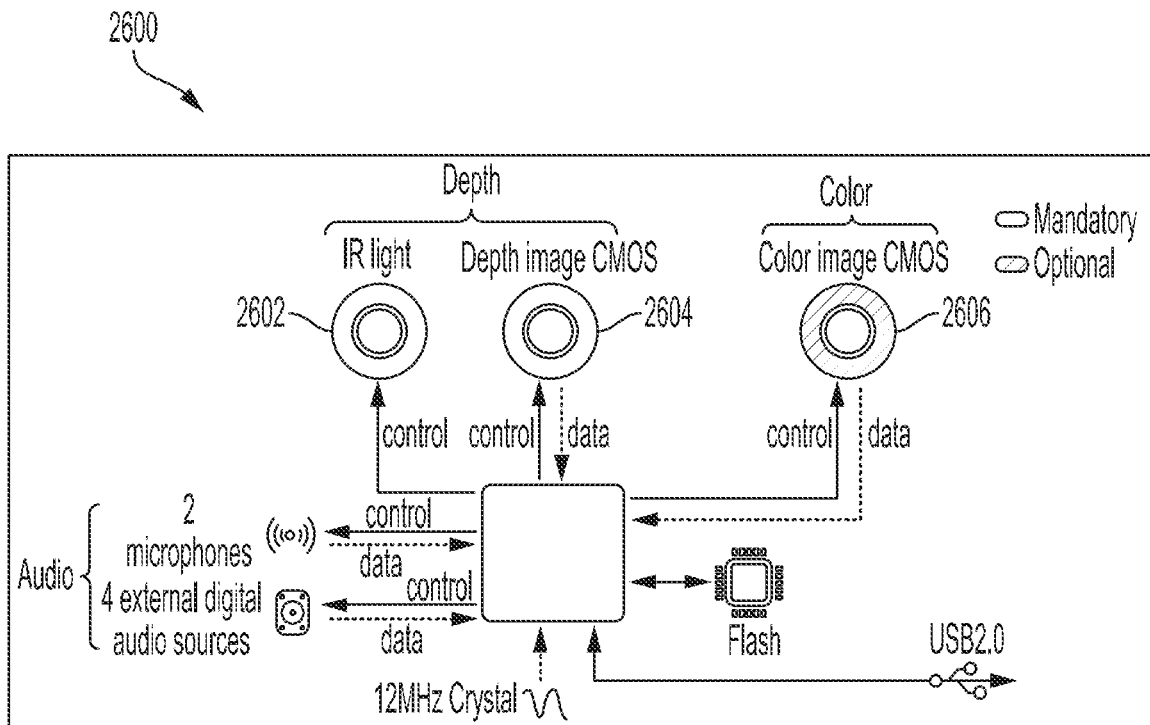 2600
Depth
Color
IR light
Depth image CMOS
Color image CMOS
Mandatory
Optional
2602
2604
2606
control
control
data
control
data
Audio
2
microphones
4 external digital
audio sources
control
data
control
data
Flash
USB2.0
12MHz Crystal